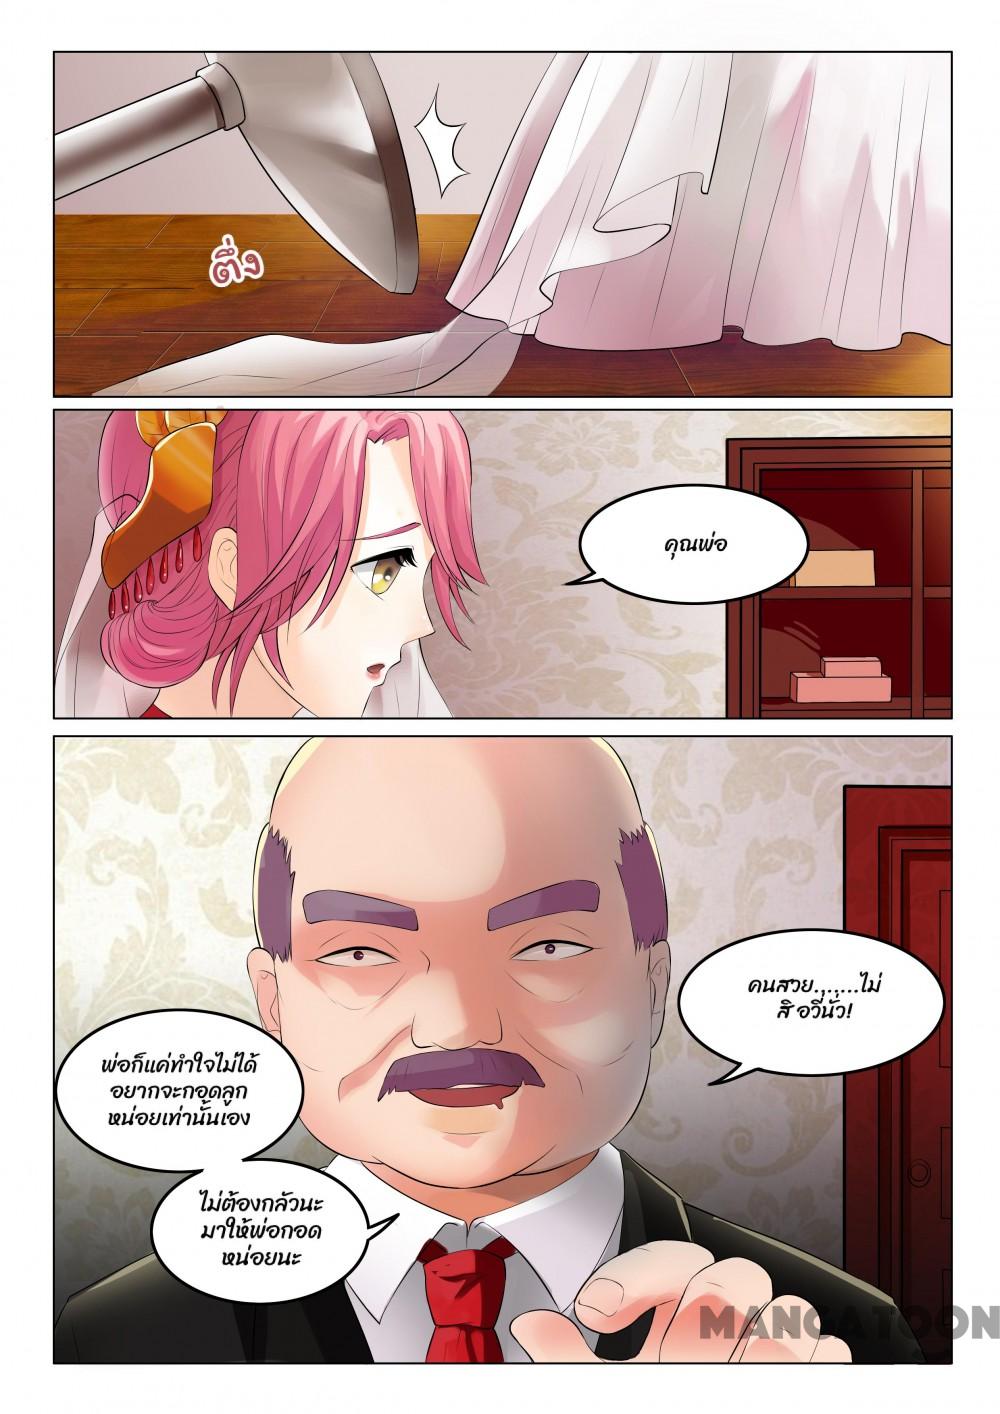 ตึ่ง
คุณพ่อ
คนสวย.......ไม่
สิ อวี่นั่ว!
พ่อก็แค่ทำใจไม่ได้
อยากจะกอดลูก
หน่อยเท่านั้นเอง
ไม่ต้องกลัวนะ
มาให้พ่อกอด
หน่อยนะ
MANGATOON